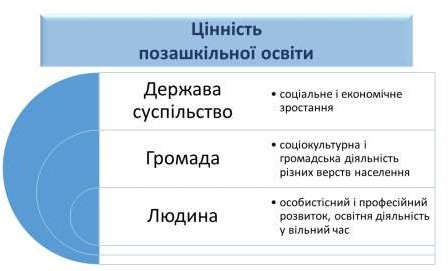 Цінність
позашкільної освіти
Держава
суспільство
• соціальне і економічне
зростання
Громада
• соціокультурна і
громадська діяльність
різних верств населення
Людина
• особистісний і професійний
розвиток, освітня діяльність
у вільний час